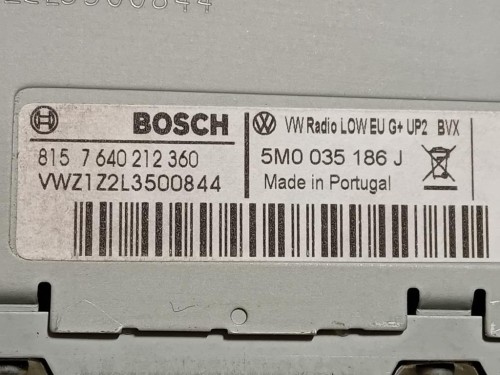 Z2L3500844
BOSCH
VW Radio LOW EU G+ UP2 BVX
815 7 640 212 360
5M0 035 186 J
VWZ1Z2L3500844
Made in Portugal